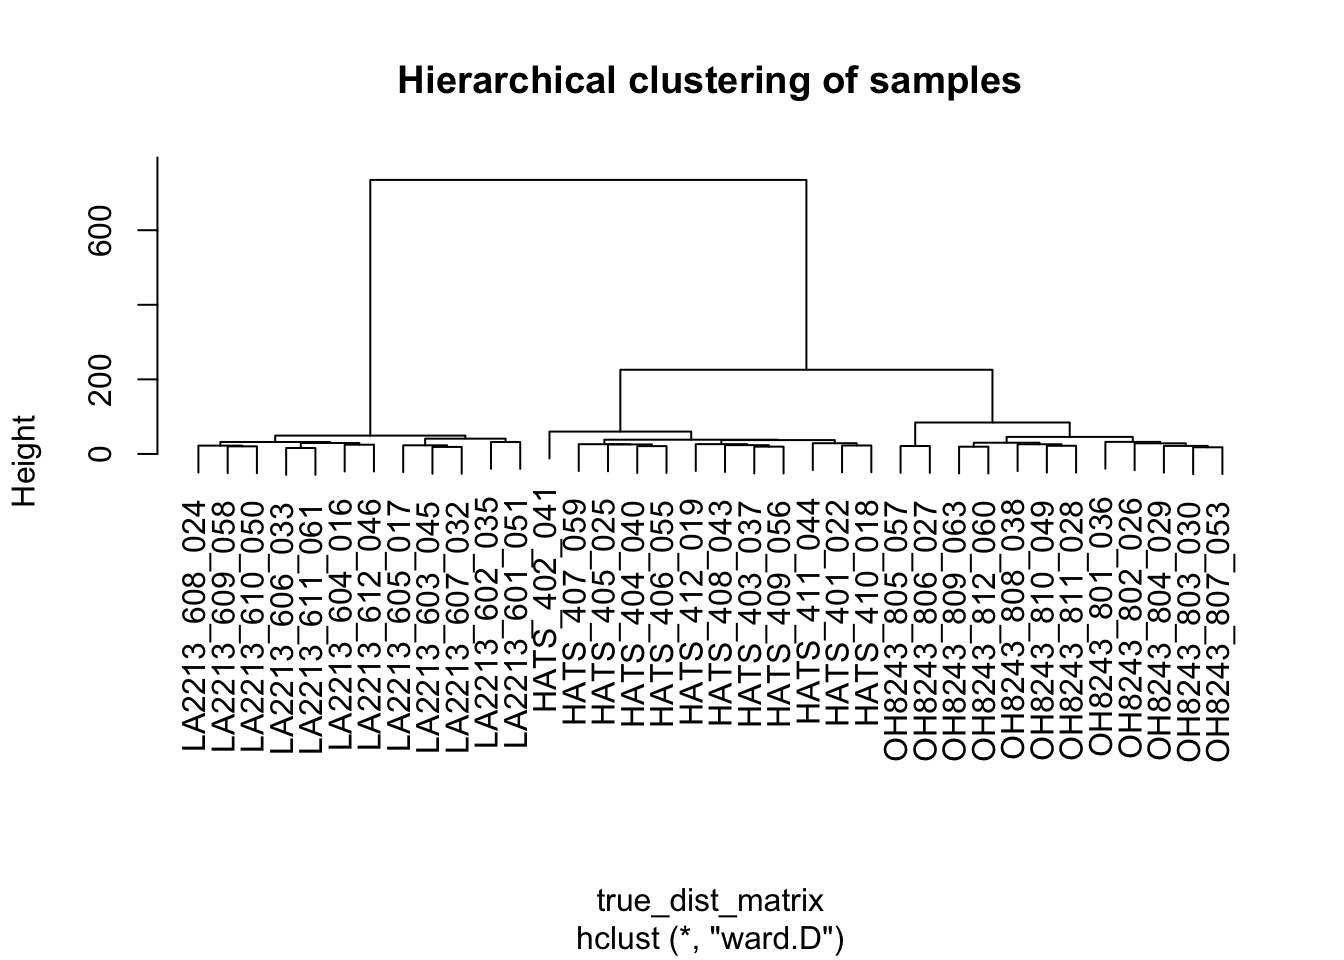 Hierarchical clustering of samples
Height
600
200
0
LA2213_608_024
LA2213_609_058
LA2213_610_050
LA2213_606_033
LA2213_611_061
LA2213_604_016
LA2213_612_046
LA2213_605_017
LA2213_603_045
LA2213_607_032
LA2213_602_035
LA2213_601_051
HATS_402_041
HATS_407_059
HATS_405_025
HATS_404_040
HATS_406_055
HATS_412_019
HATS_408_043
HATS_403_037
HATS_409_056
HATS_411_044
HATS_401_022
HATS_410_018
OH8243_805_057
OH8243_806_027
OH8243_809_063
OH8243_812_060
OH8243_808_038
OH8243_810_049
OH8243_811_028
OH8243_801_036
OH8243_802_026
OH8243_804_029
OH8243_803_030
OH8243_807_053
true_dist_matrix
hclust (*, "ward.D")